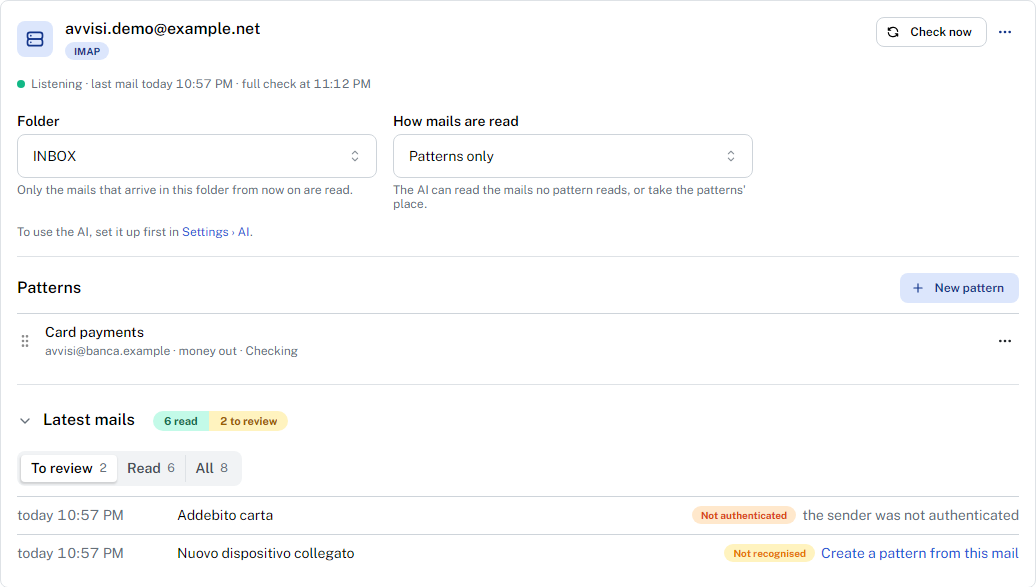 avvisi.demo@example.net
IMAP
Check now
Listening · last mail today 10:57 PM · full check at 11:12 PM
Folder
How mails are read
INBOX
Patterns only
Only the mails that arrive in this folder from now on are read.
The AI can read the mails no pattern reads, or take the patterns'
place.
To use the AI, set it up first in Settings › AI.
Patterns
New pattern
Card payments
avvisi@banca.example · money out · Checking
Latest mails 6 read 2 to review
To review 2 Read 6 All 8
today 10:57 PM Addebito carta Not authenticated the sender was not authenticated
today 10:57 PM Nuovo dispositivo collegato Not recognised Create a pattern from this mail